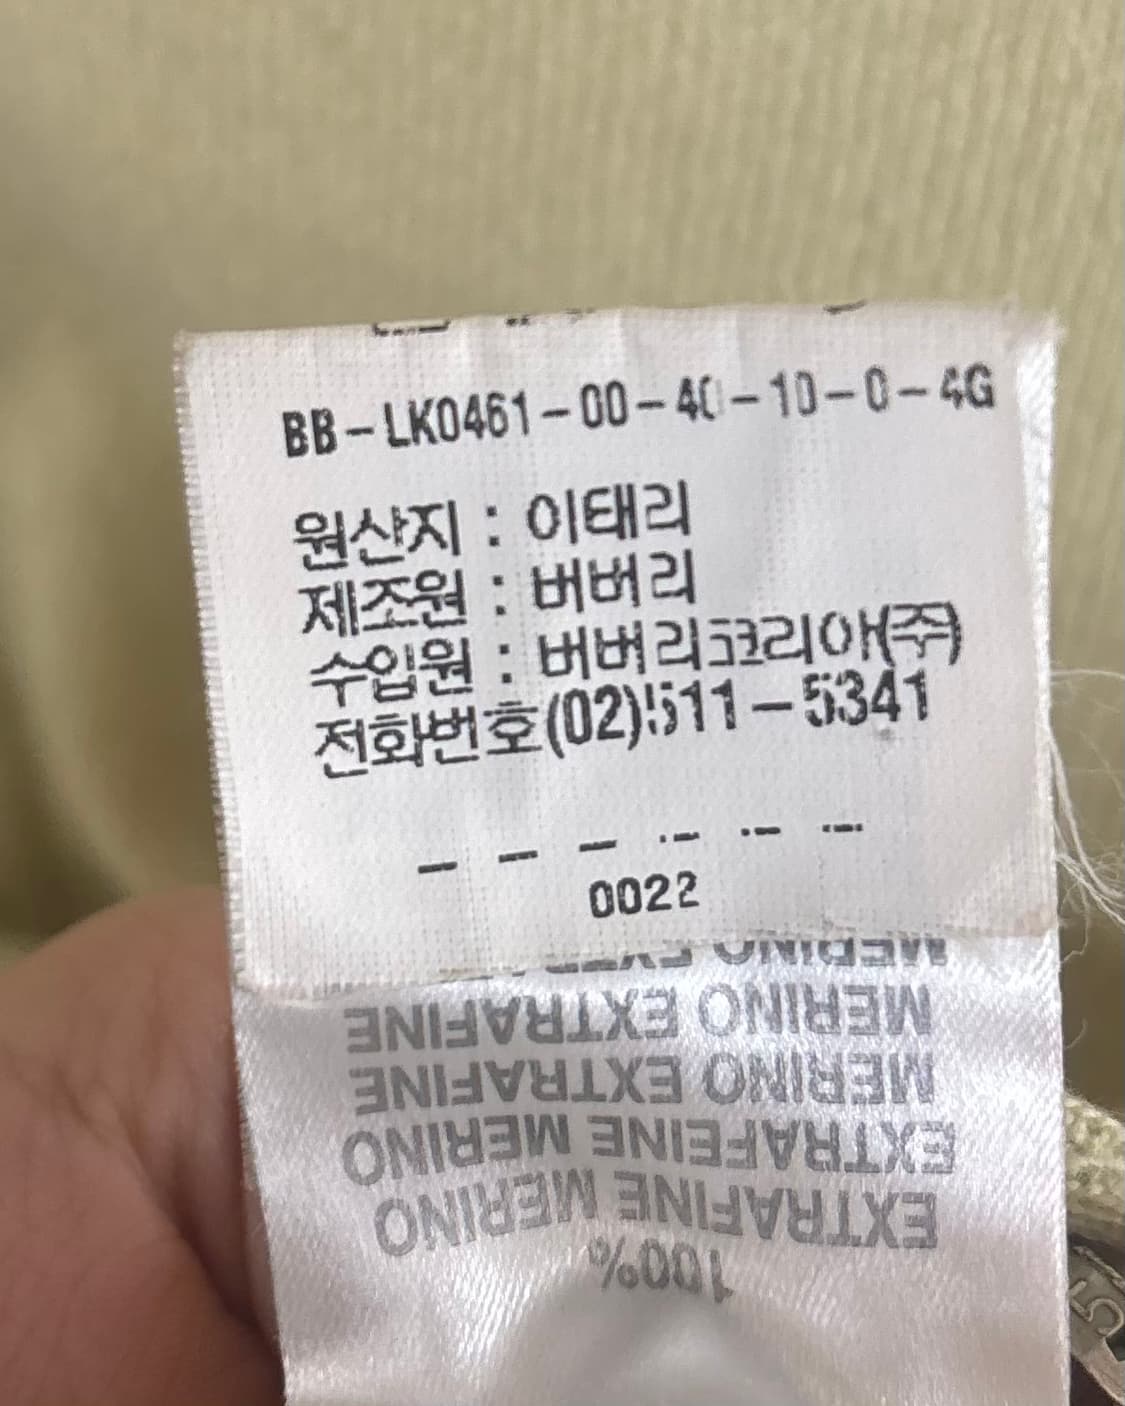 BB-LK0461-00-40-10-0-4G
원산지 : 이태리
제조원 : 버버리
수입원 : 버버리코리아(주)
전화번호(02)511-5341
0022
100%
EXTRAFINE MERINO
EXTRAFEINE MERINO
MERINO EXTRAFINE
MERINO EXTRAFINE
MERINO